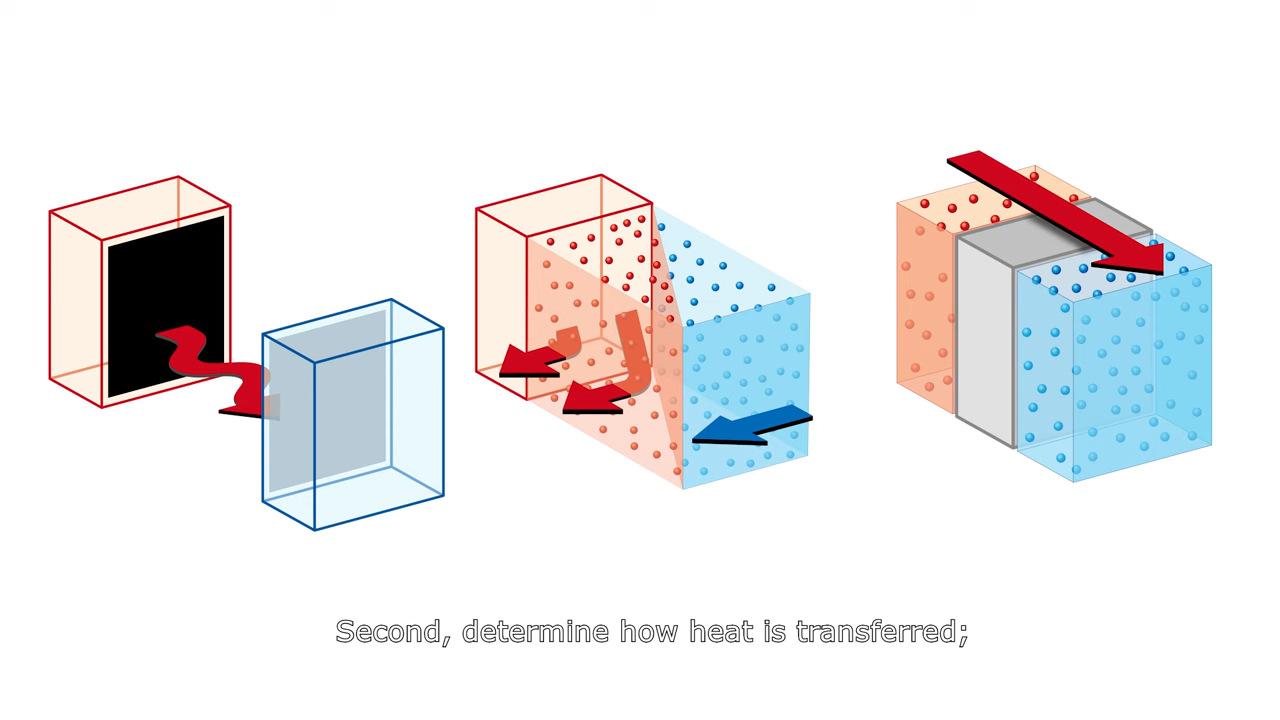 Second, determine how heat is transferred;